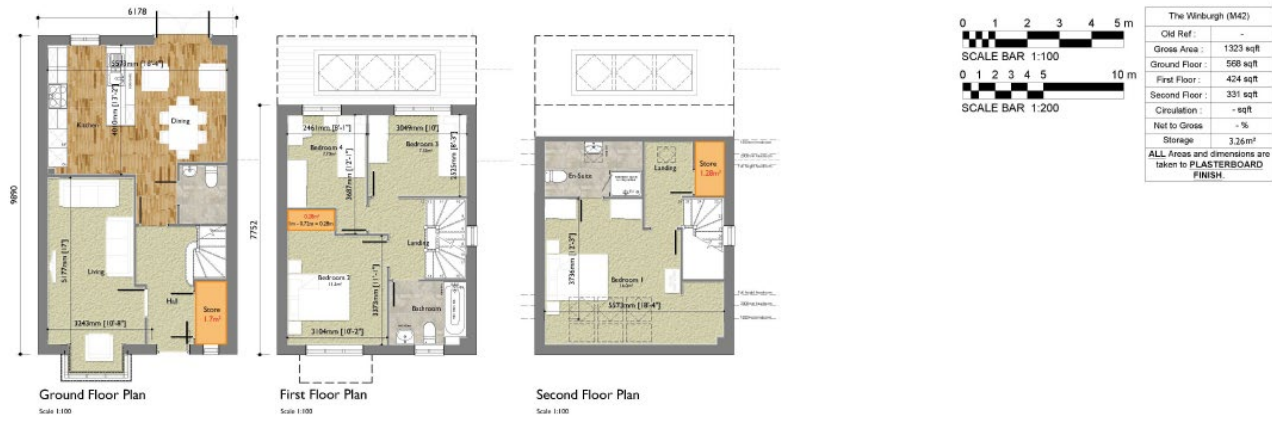 6178
9890
5573mm [18'-4"]
4010mm [13'-2"]
Kitchen
Dining
5177mm [17']
Living
Hall
Store
1.7m²
3243mm [10'-8"]
Ground Floor Plan
Scale 1:100
7752
2461mm [8'-1"]
3049mm [10']
Bedroom 4
Bedroom 3
3687mm [12'-1"]
2525mm [8'-3"]
0.28m²
Landing
Bedroom 2
3373mm [11'-1"]
Bathroom
3104mm [10'-2"]
First Floor Plan
Scale 1:100
En-Suite
Landing
Store
1.28m²
3736mm [12'-3"]
Bedroom 1
5573mm [18'-4"]
Second Floor Plan
Scale 1:100
0 1 2 3 4 5 m
SCALE BAR 1:100
0 1 2 3 4 5 10 m
SCALE BAR 1:200
The Winburgh (M42)
Old Ref : -
Gross Area : 1323 sqft
Ground Floor : 568 sqft
First Floor : 424 sqft
Second Floor : 331 sqft
Circulation : - sqft
Net to Gross - %
Storage 3.26m²
ALL Areas and dimensions are
taken to PLASTERBOARD
FINISH.